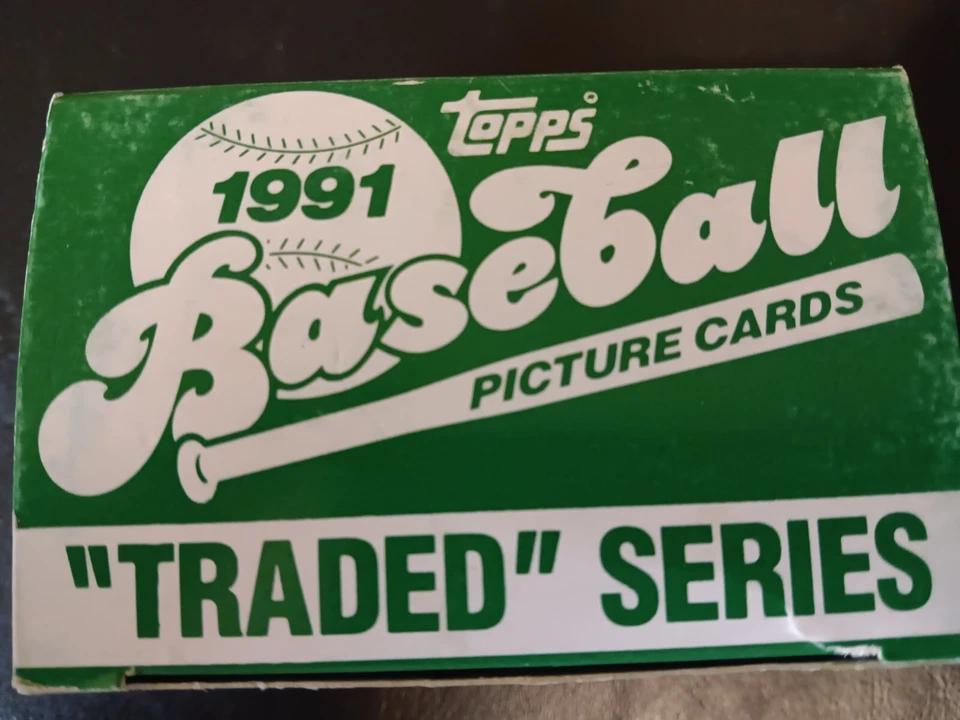 Topps
1991
Baseball
PICTURE CARDS
"TRADED" SERIES